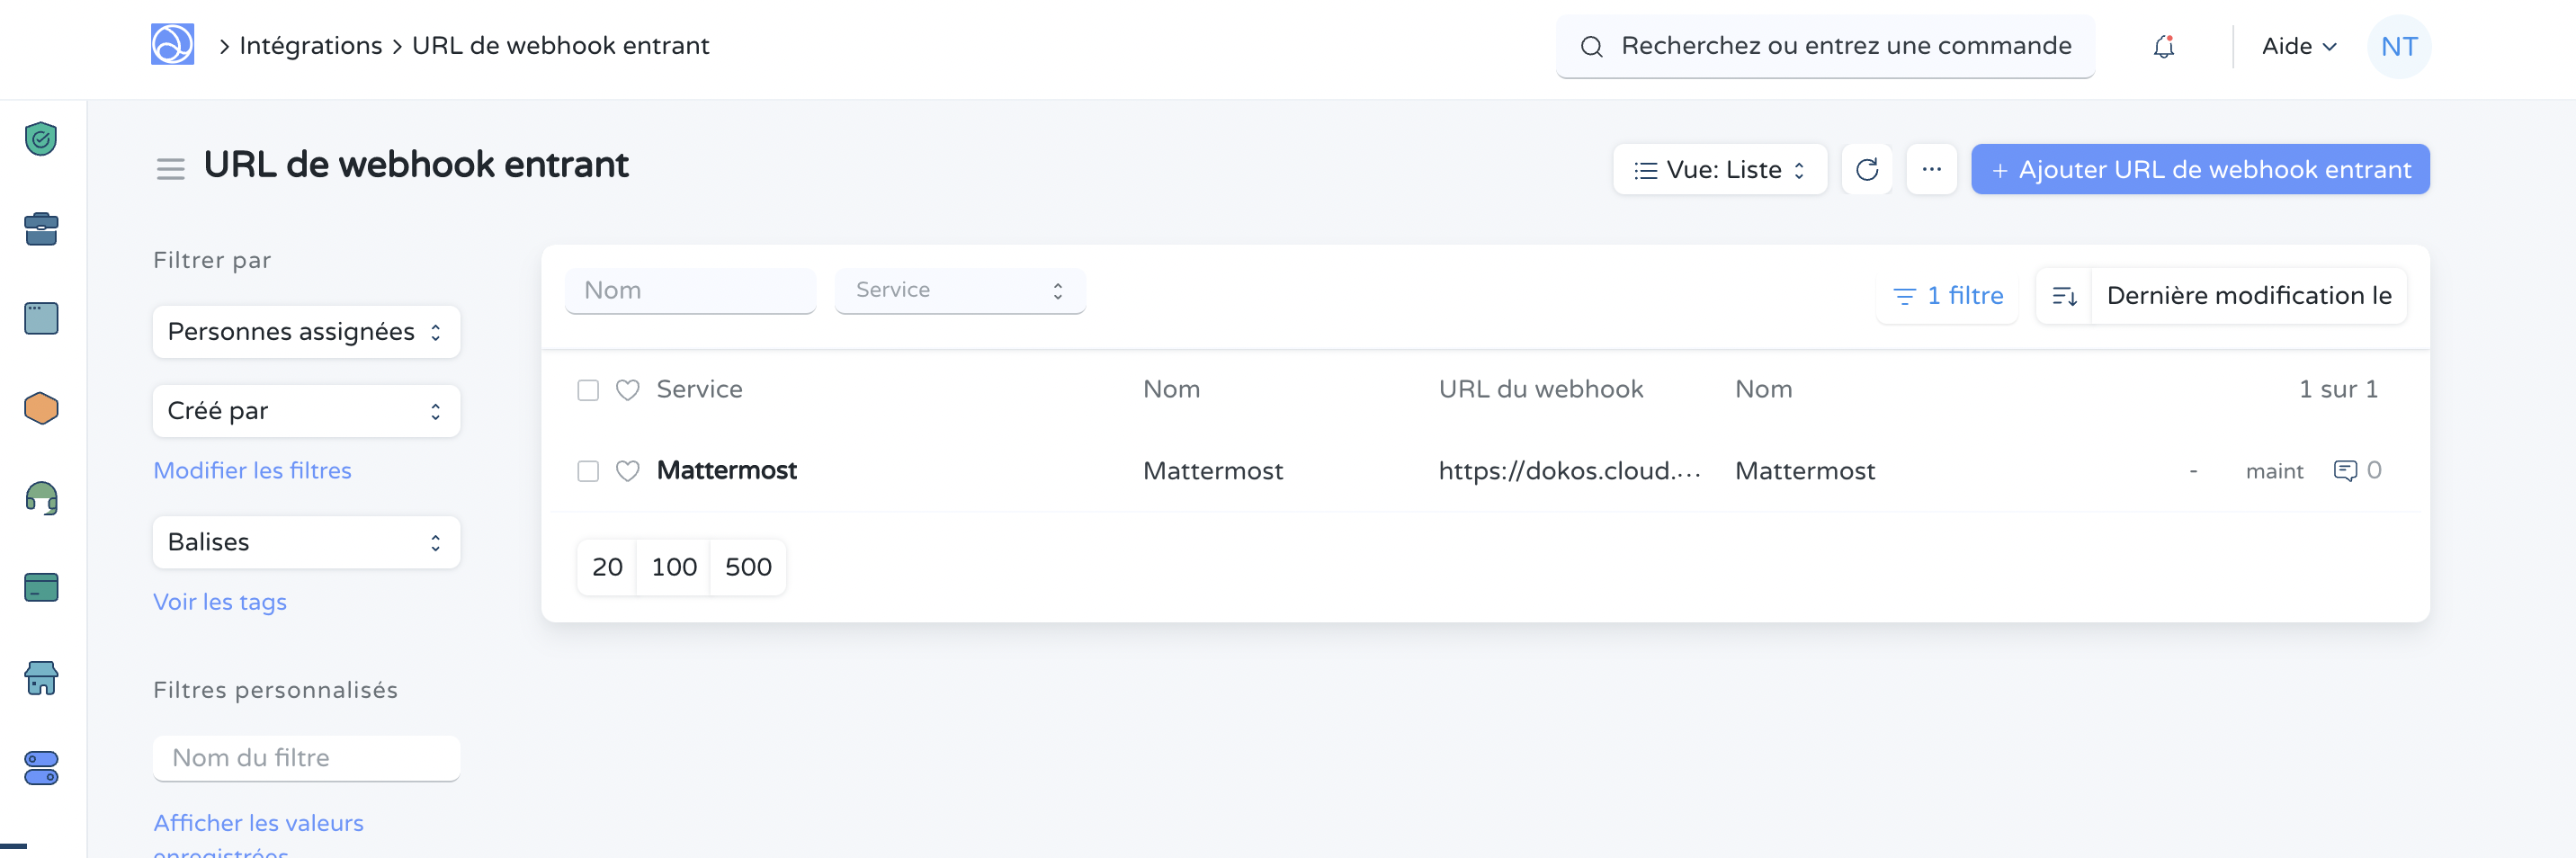 Intégrations > URL de webhook entrant
Recherchez ou entrez une commande
Aide
NT
URL de webhook entrant
Vue: Liste
+ Ajouter URL de webhook entrant
Filtrer par
Personnes assignées
Créé par
Modifier les filtres
Balises
Voir les tags
Filtres personnalisés
Nom du filtre
Afficher les valeurs
enregistrées
Nom
Service
1 filtre
Dernière modification le
Service Nom URL du webhook Nom 1 sur 1
Mattermost Mattermost https://dokos.cloud.... Mattermost - maint 0
20 100 500